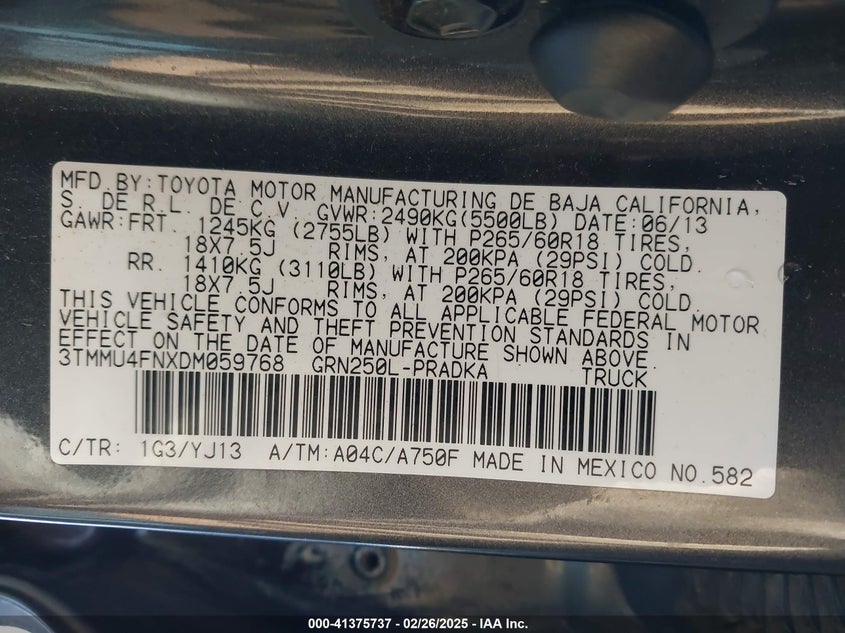 MFD.BY:TOYOTA MOTOR MANUFACTURING DE BAJA CALIFORNIA,
S. DE R.L. DE C.V. GVWR:2490KG(5500LB) DATE:06/13
GAWR:FRT. 1245KG (2755LB) WITH P265/60R18 TIRES,
18X7.5J RIMS, AT 200KPA (29PSI) COLD.
RR. 1410KG (3110LB) WITH P265/60R18 TIRES,
18X7.5J RIMS, AT 200KPA (29PSI) COLD.
THIS VEHICLE CONFORMS TO ALL APPLICABLE FEDERAL MOTOR
VEHICLE SAFETY AND THEFT PREVENTION STANDARDS IN
EFFECT ON THE DATE OF MANUFACTURE SHOWN ABOVE.
3TMMU4FNXDM059768 GRN250L-PRADKA TRUCK
C/TR: 1G3/YJ13 A/TM:A04C/A750F MADE IN MEXICO NO.582
000-41375737 - 02/26/2025 - IAA Inc.